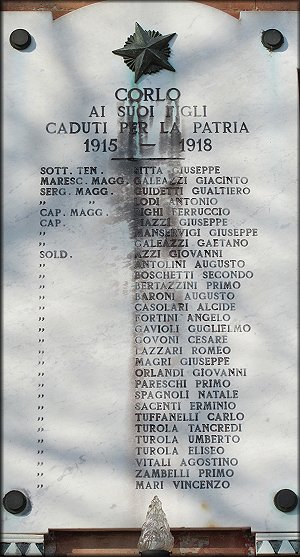 CORLO
AI SUOI FIGLI
CADUTI PER LA PATRIA
1915 — 1918
SOTT. TEN. GIUSEPPE
MARESC. MAGG. GALEAZZI GIACINTO
SERG. MAGG. GUIDETTI GUALTIERO
" " ANTONIO
CAP. MAGG. RIGHI FERRUCCIO
CAP. GIUSEPPE
" MANSERVIGI GIUSEPPE
" GALEAZZI GAETANO
SOLD. GIOVANNI
" ANTOLINI AUGUSTO
" BOSCHETTI SECONDO
" BERTAZZINI PRIMO
" BARONI AUGUSTO
" CASOLARI ALCIDE
" FORTINI ANGELO
" GAVIOLI GUGLIELMO
" GOVONI CESARE
" LAZZARI ROMEO
" MAGRI GIUSEPPE
" ORLANDI GIOVANNI
" PARESCHI PRIMO
" SPAGNOLI NATALE
" SACENTI ERMINIO
" TUFFANELLI CARLO
" TUROLA TANCREDI
" TUROLA UMBERTO
" TUROLA ELISEO
" VITALI AGOSTINO
" ZAMBELLI PRIMO
" MARI VINCENZO